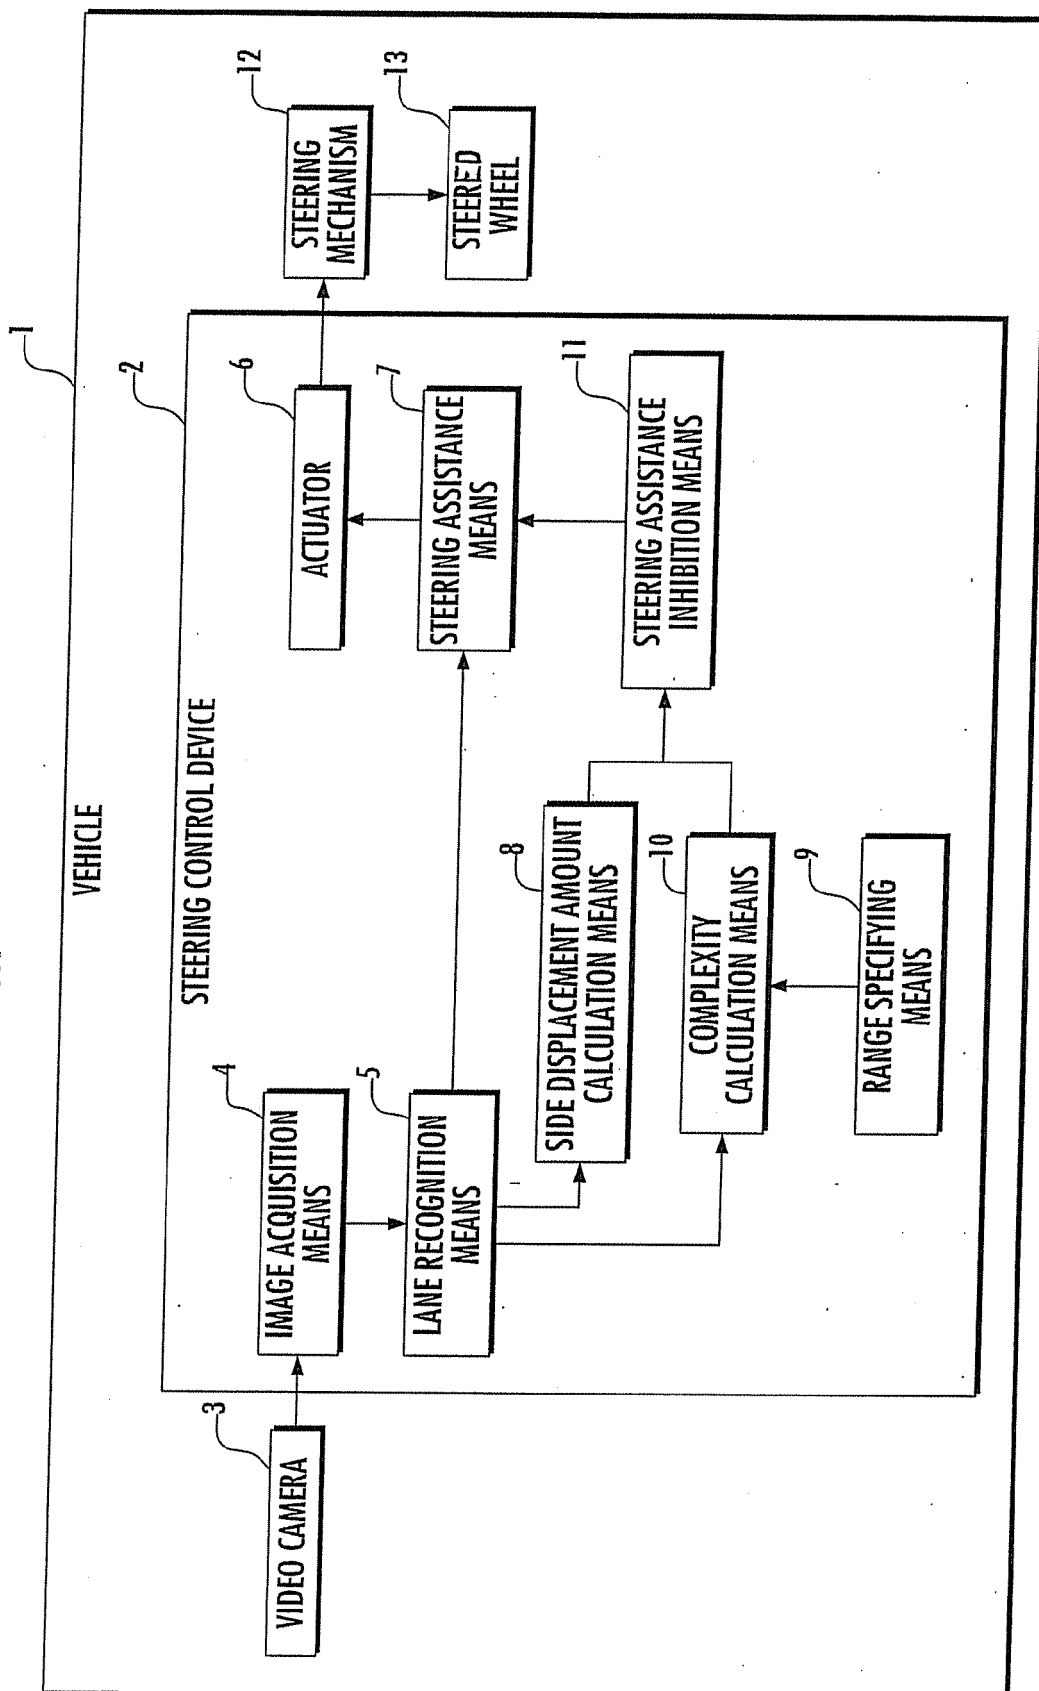 1
VEHICLE
2
STEERING CONTROL DEVICE
3
VIDEO CAMERA
4
IMAGE ACQUISITION
MEANS
5
LANE RECOGNITION
MEANS
6
ACTUATOR
7
STEERING ASSISTANCE
MEANS
8
SIDE DISPLACEMENT AMOUNT
CALCULATION MEANS
10
COMPLEXITY
CALCULATION MEANS
9
RANGE SPECIFYING
MEANS
11
STEERING ASSISTANCE
INHIBITION MEANS
12
STEERING
MECHANISM
13
STEERED
WHEEL